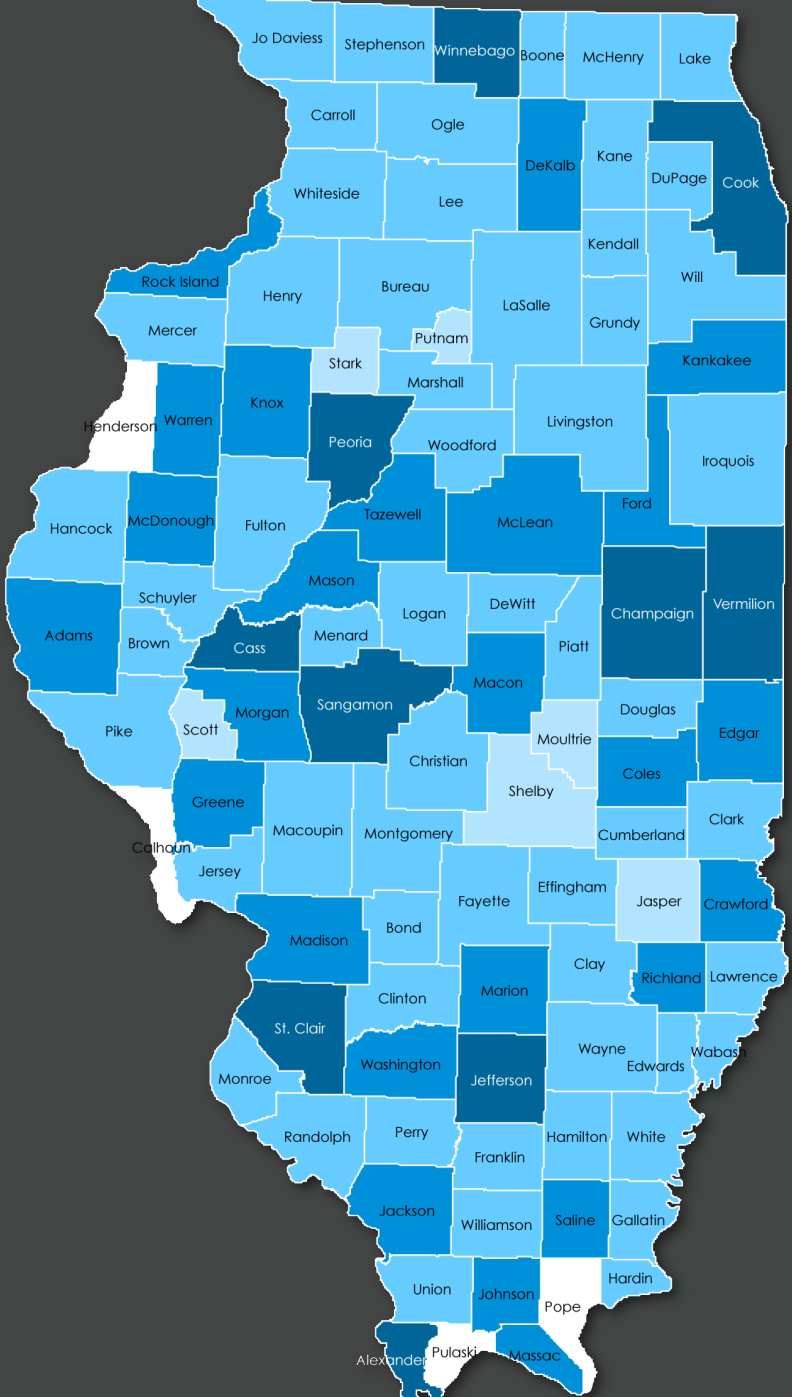 Jo Daviess
Stephenson
Winnebago
Boone
McHenry
Lake
Carroll
Ogle
DeKalb
Kane
DuPage
Cook
Whiteside
Lee
Kendall
Rock Island
Henry
Bureau
LaSalle
Will
Mercer
Putnam
Grundy
Stark
Marshall
Kankakee
Henderson
Warren
Knox
Peoria
Woodford
Livingston
Iroquois
Hancock
McDonough
Fulton
Tazewell
McLean
Ford
Schuyler
Mason
Logan
DeWitt
Champaign
Vermilion
Adams
Brown
Cass
Menard
Piatt
Pike
Scott
Morgan
Sangamon
Macon
Moultrie
Douglas
Edgar
Christian
Coles
Greene
Shelby
Calhoun
Macoupin
Montgomery
Cumberland
Clark
Jersey
Fayette
Effingham
Jasper
Crawford
Madison
Bond
Clay
Richland
Lawrence
Clinton
Marion
St. Clair
Washington
Wayne
Edwards
Wabash
Monroe
Jefferson
Randolph
Perry
Franklin
Hamilton
White
Jackson
Williamson
Saline
Gallatin
Union
Johnson
Pope
Hardin
Alexander
Pulaski
Massac